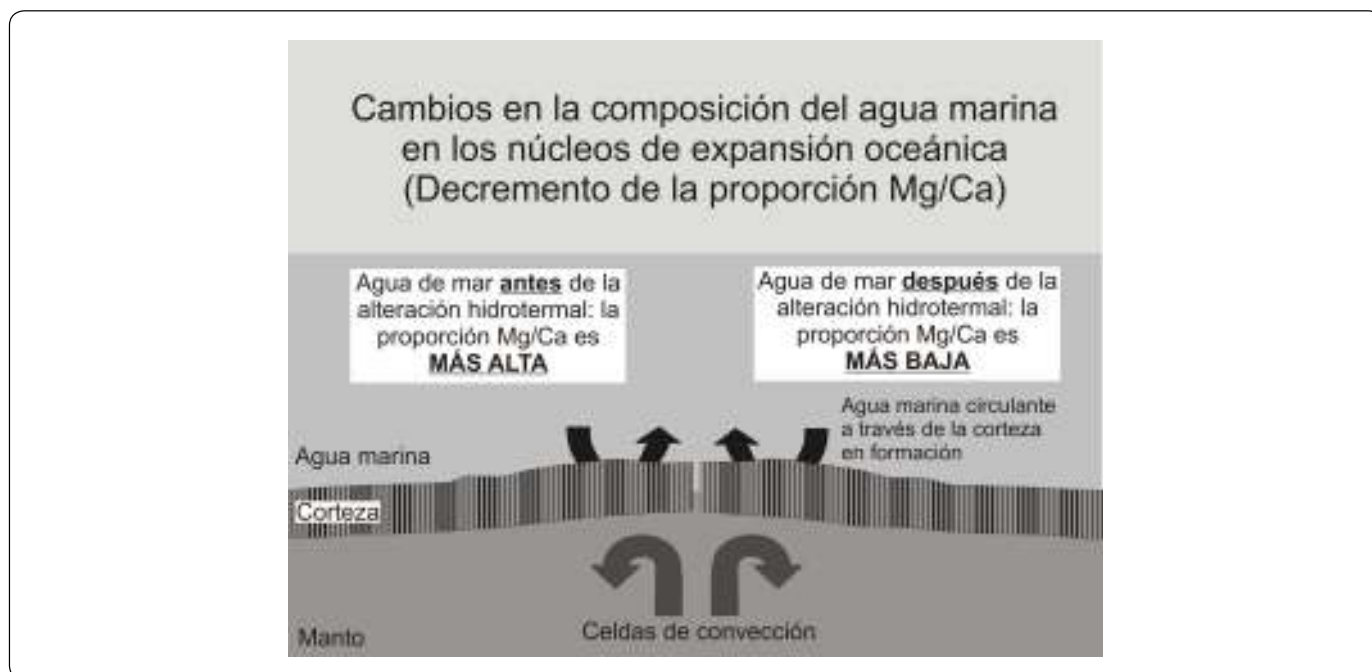 Cambios en la composición del agua marina
en los núcleos de expansión oceánica
(Decremento de la proporción Mg/Ca)
Agua de mar antes de la
alteración hidrotermal: la
proporción Mg/Ca es
MÁS ALTA
Agua de mar después de la
alteración hidrotermal: la
proporción Mg/Ca es
MÁS BAJA
Agua marina circulante
a través de la corteza
en formación
Agua marina
Corteza
Celdas de convección
Manto